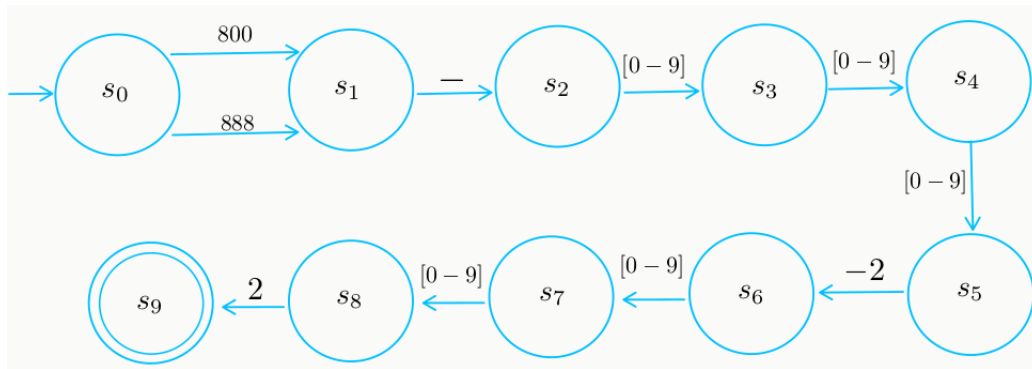 800
s₀
888
s₁
−
s₂
[0 − 9]
s₃
[0 − 9]
s₄
[0 − 9]
s₅
−2
s₆
[0 − 9]
s₇
[0 − 9]
s₈
2
s₉